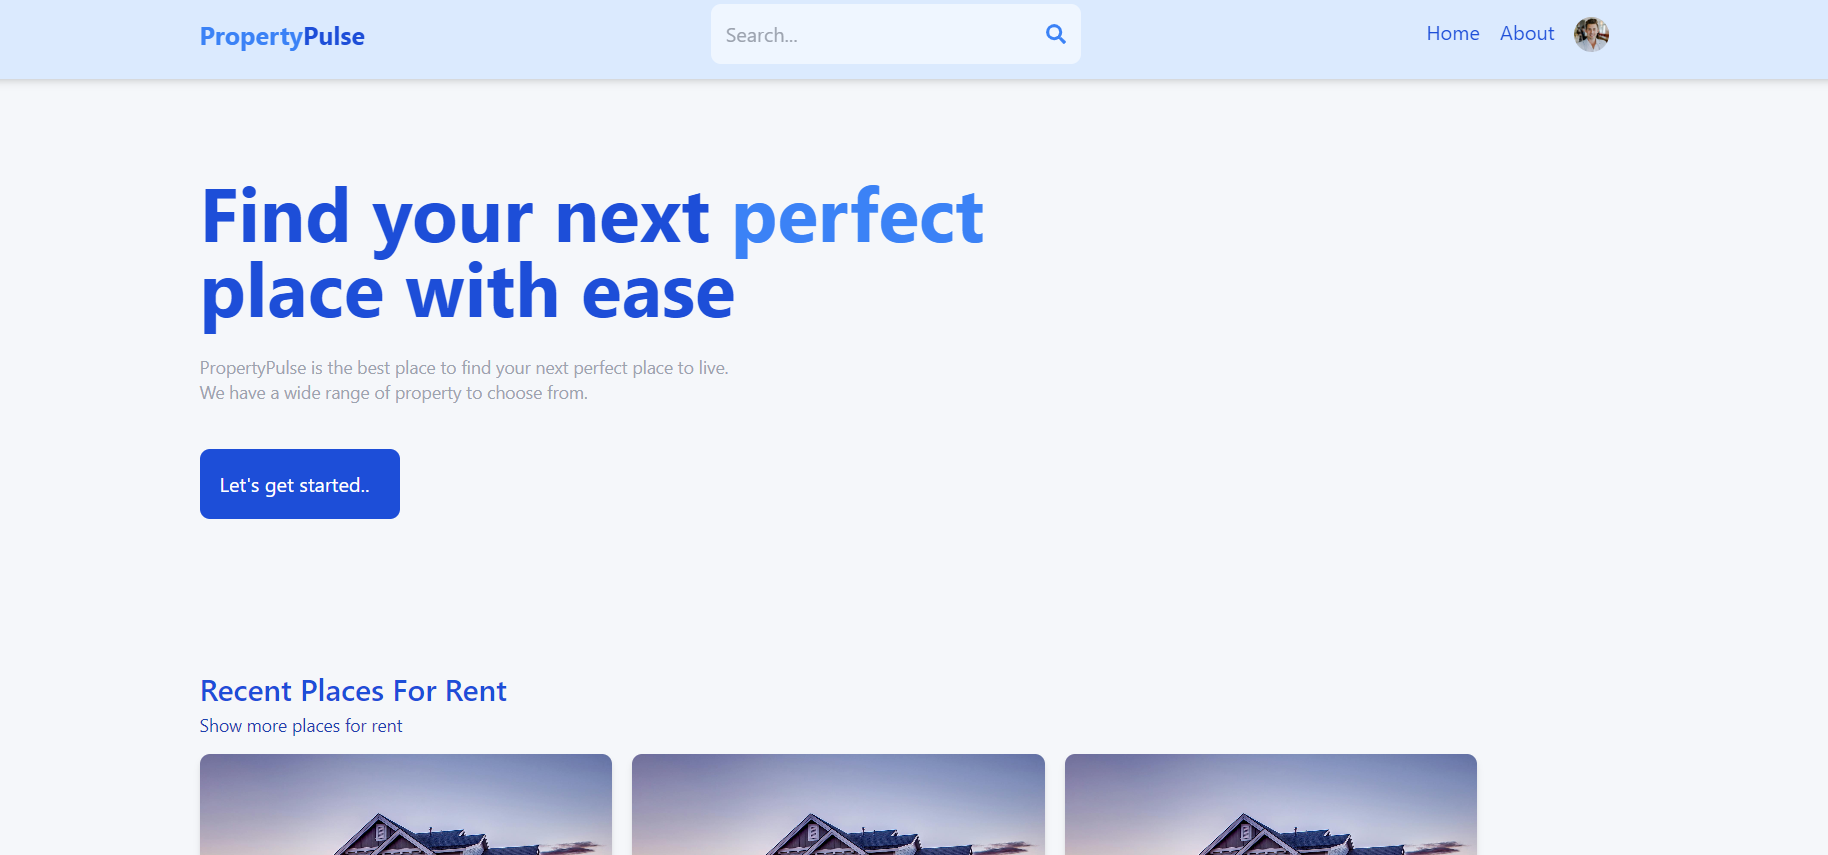 PropertyPulse
Search...
Home
About
Find your next perfect
place with ease
PropertyPulse is the best place to find your next perfect place to live.
We have a wide range of property to choose from.
Let's get started..
Recent Places For Rent
Show more places for rent